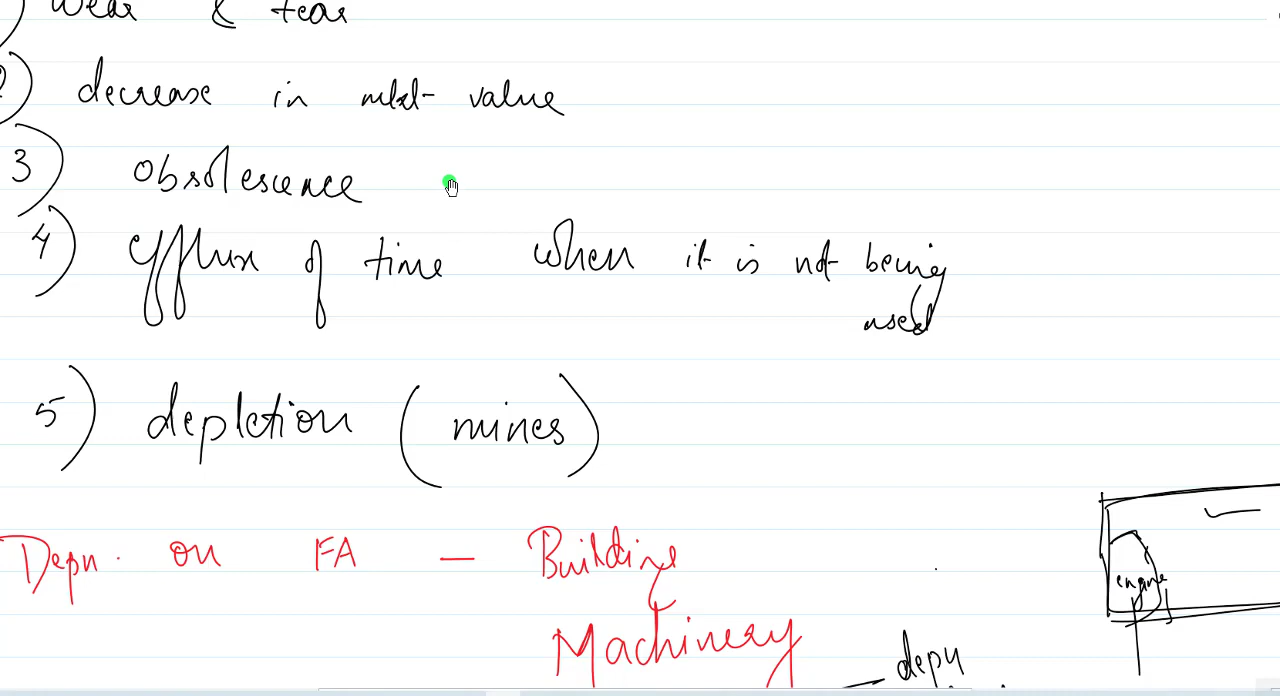 ) wear & tear
2) decrease in mkt value
3) obsolescence
4) efflux of time when it is not being
used
5) depletion (mines)
Depn. on FA – Building
engine
Machinery
– depn